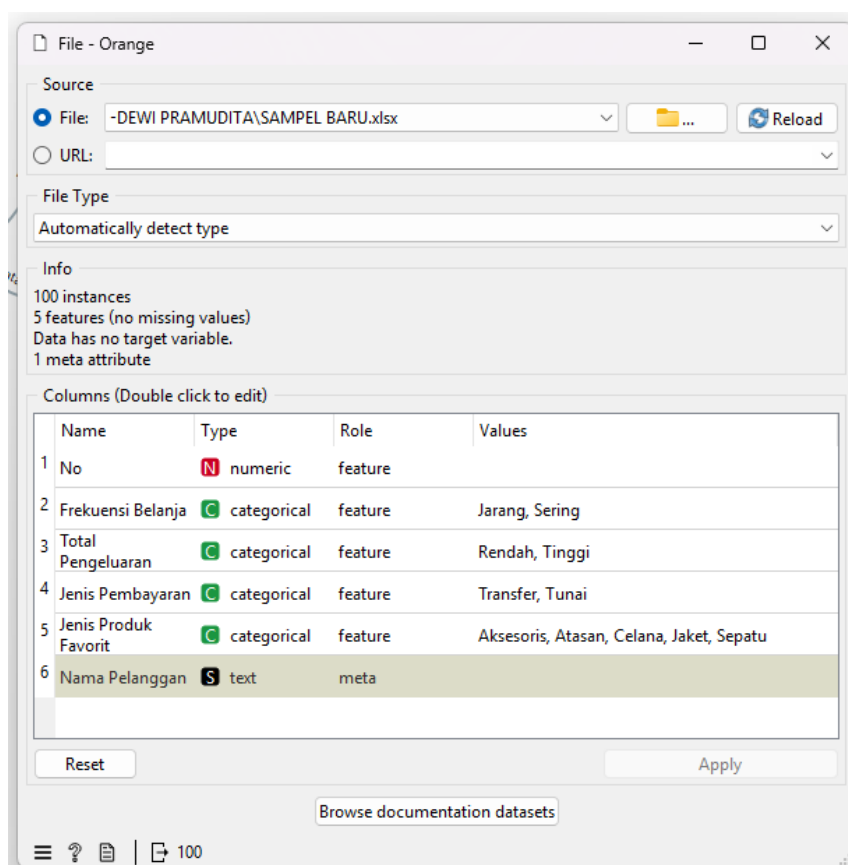 File - Orange
Source
File: -DEWI PRAMUDITA\SAMPEL BARU.xlsx ... Reload
URL:
File Type
Automatically detect type
Info
100 instances
5 features (no missing values)
Data has no target variable.
1 meta attribute
Columns (Double click to edit)
Name Type Role Values
1 No N numeric feature
2 Frekuensi Belanja C categorical feature Jarang, Sering
3 Total Pengeluaran C categorical feature Rendah, Tinggi
4 Jenis Pembayaran C categorical feature Transfer, Tunai
5 Jenis Produk Favorit C categorical feature Aksesoris, Atasan, Celana, Jaket, Sepatu
6 Nama Pelanggan S text meta
Reset Apply
Browse documentation datasets
? 100